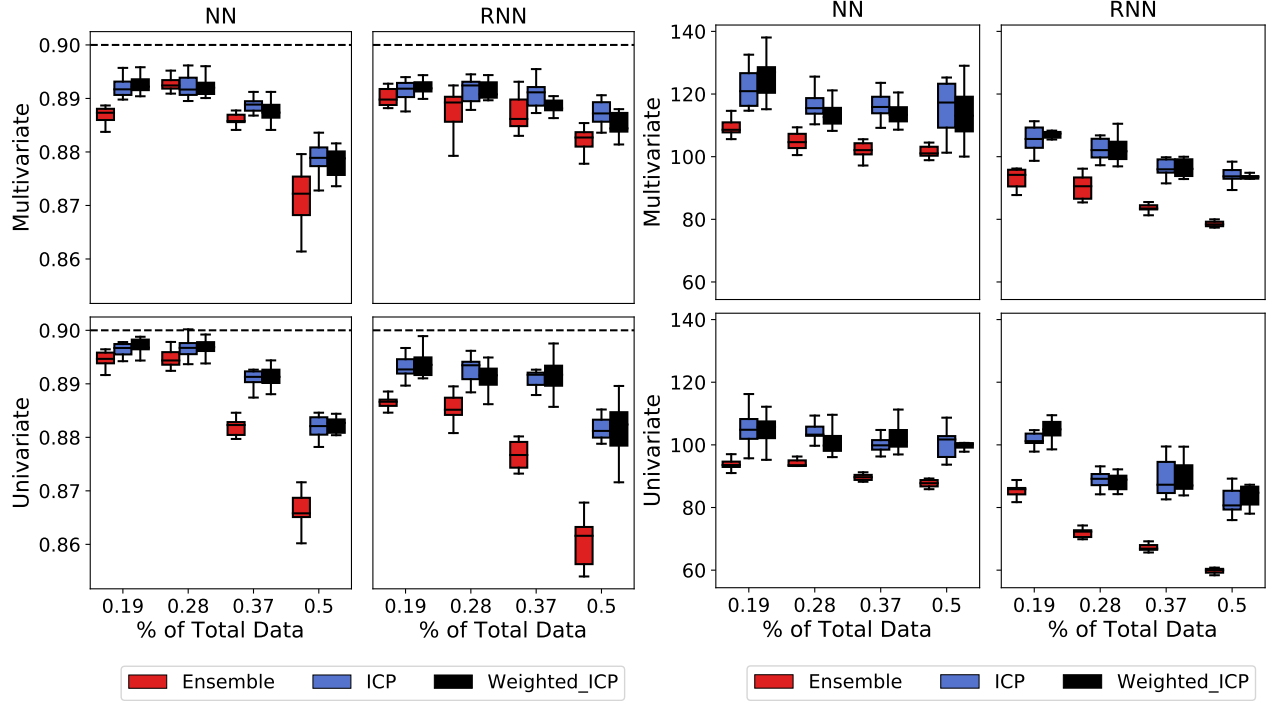 NN
RNN
Multivariate
0.90
0.89
0.88
0.87
0.86
Univariate
0.90
0.89
0.88
0.87
0.86
0.19 0.28 0.37 0.5
% of Total Data
0.19 0.28 0.37 0.5
% of Total Data
Ensemble ICP Weighted_ICP
NN
RNN
Multivariate
140
120
100
80
60
Univariate
140
120
100
80
60
0.19 0.28 0.37 0.5
% of Total Data
0.19 0.28 0.37 0.5
% of Total Data
Ensemble ICP Weighted_ICP